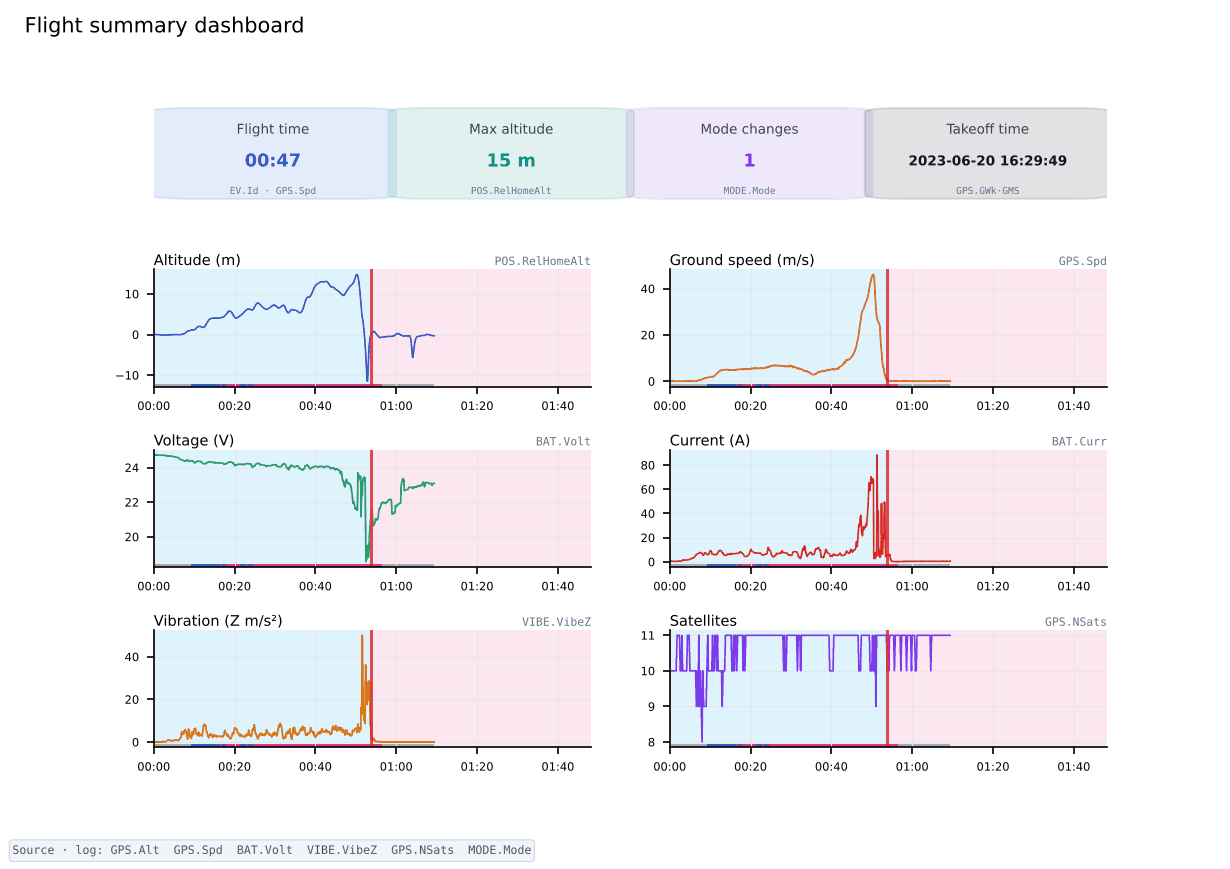 Flight summary dashboard
Flight time
00:47
EV.Id · GPS.Spd
Max altitude
15 m
POS.RelHomeAlt
Mode changes
1
MODE.Mode
Takeoff time
2023-06-20 16:29:49
GPS.GWk·GMS
Altitude (m)
POS.RelHomeAlt
10
0
−10
00:00 00:20 00:40 01:00 01:20 01:40
Ground speed (m/s)
GPS.Spd
40
20
0
00:00 00:20 00:40 01:00 01:20 01:40
Voltage (V)
BAT.Volt
24
22
20
00:00 00:20 00:40 01:00 01:20 01:40
Current (A)
BAT.Curr
80
60
40
20
0
00:00 00:20 00:40 01:00 01:20 01:40
Vibration (Z m/s²)
VIBE.VibeZ
40
20
0
00:00 00:20 00:40 01:00 01:20 01:40
Satellites
GPS.NSats
11
10
9
8
00:00 00:20 00:40 01:00 01:20 01:40
Source · log: GPS.Alt GPS.Spd BAT.Volt VIBE.VibeZ GPS.NSats MODE.Mode